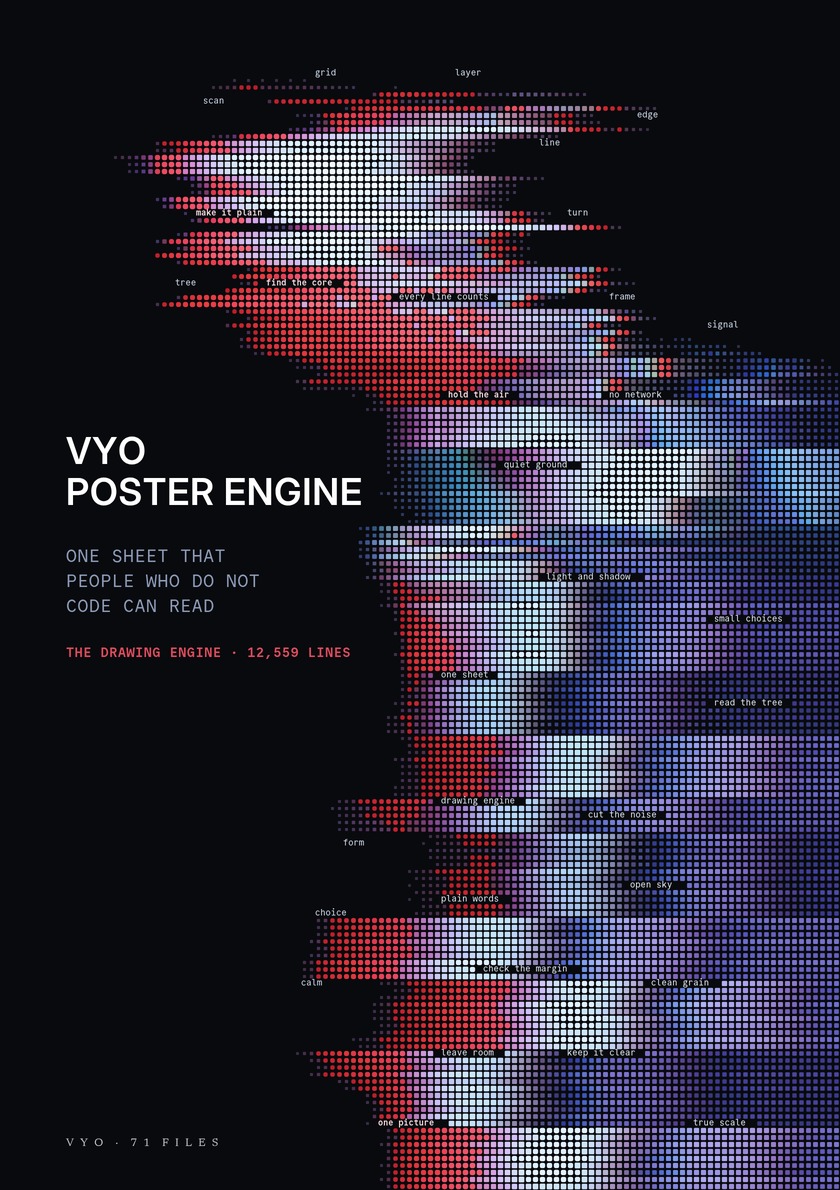 grid
layer
scan
edge
line
make it plain
turn
tree
find the core
every line counts
frame
signal
hold the air
no network
VYO
POSTER ENGINE
quiet ground
ONE SHEET THAT
PEOPLE WHO DO NOT
CODE CAN READ
light and shadow
small choices
THE DRAWING ENGINE · 12,559 LINES
one sheet
read the tree
drawing engine
cut the noise
form
open sky
plain words
choice
check the margin
calm
clean grain
leave room
keep it clear
one picture
true scale
VYO · 71 FILES